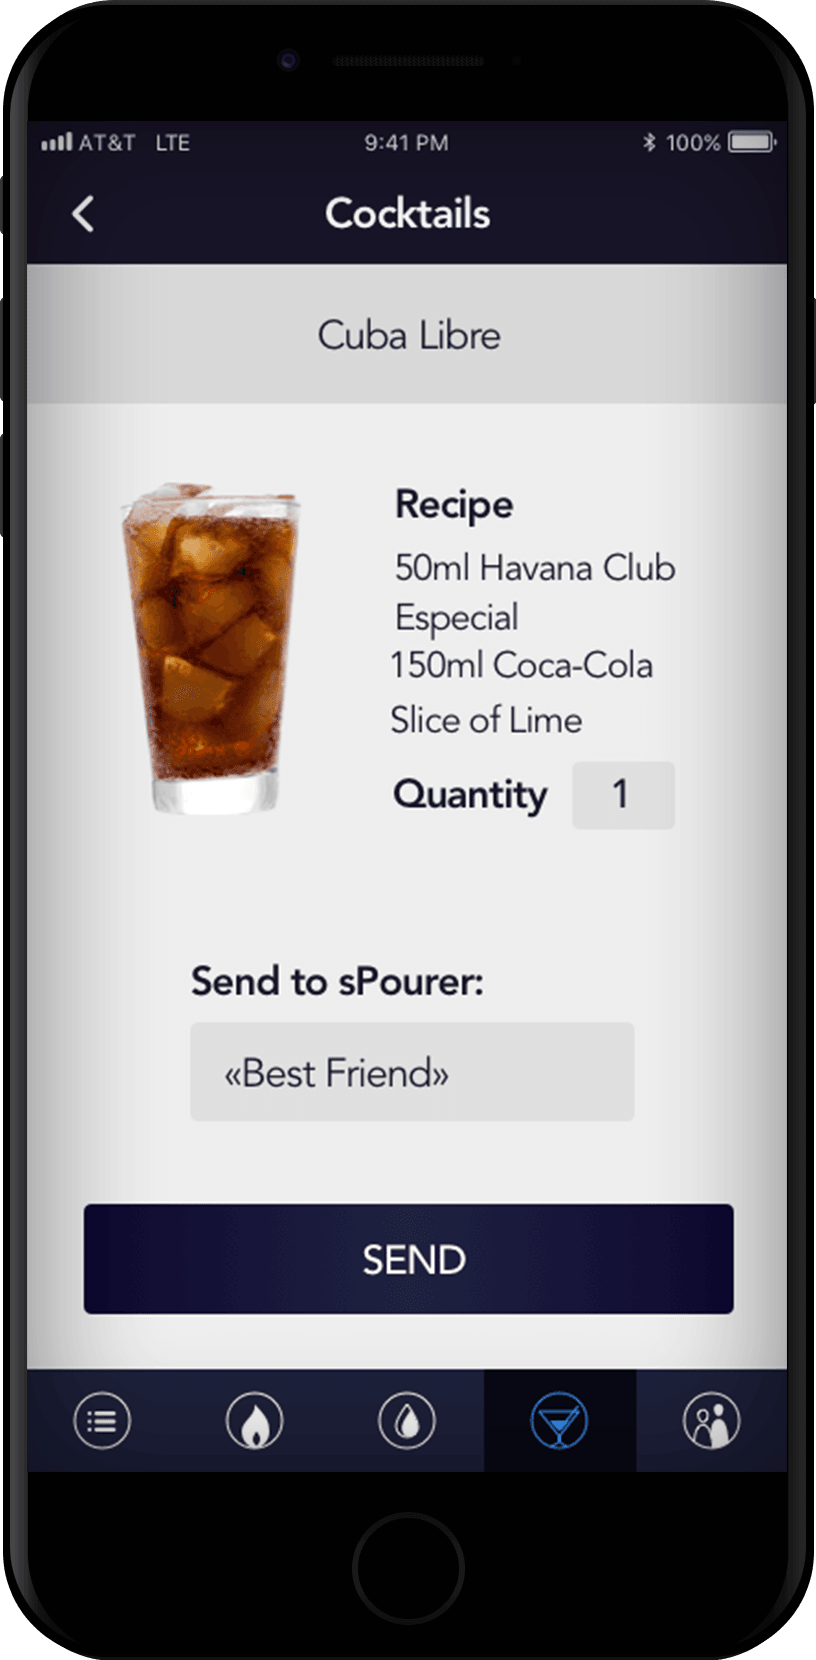 AT&T LTE 9:41 PM 100%
Cocktails
Cuba Libre
Recipe
50ml Havana Club
Especial
150ml Coca-Cola
Slice of Lime
Quantity 1
Send to sPourer:
«Best Friend»
SEND